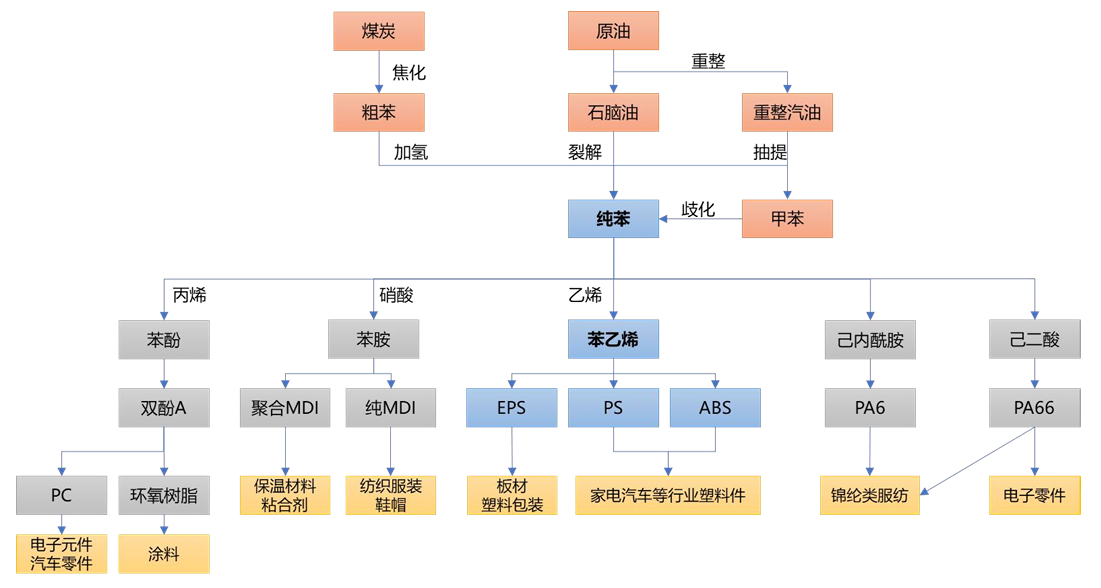 煤炭
原油
焦化
重整
粗苯
石脑油
重整汽油
加氢
裂解
抽提
纯苯
歧化
甲苯
丙烯
硝酸
乙烯
苯酚
苯胺
苯乙烯
己内酰胺
己二酸
双酚A
聚合MDI
纯MDI
EPS
PS
ABS
PA6
PA66
PC
环氧树脂
保温材料
粘合剂
纺织服装
鞋帽
板材
塑料包装
家电汽车等行业塑料件
锦纶类服纺
电子零件
电子元件
汽车零件
涂料